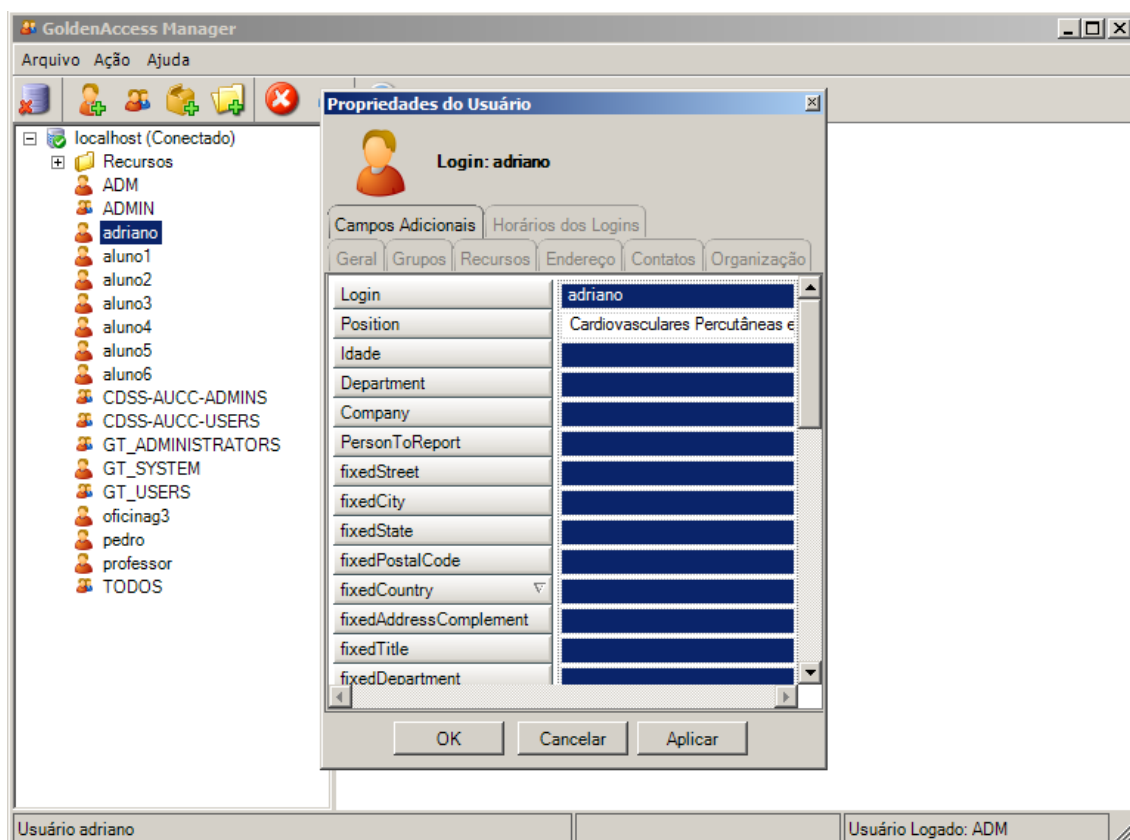 GoldenAccess Manager
Arquivo Ação Ajuda
localhost (Conectado)
Recursos
ADM
ADMIN
adriano
aluno1
aluno2
aluno3
aluno4
aluno5
aluno6
CDSS-AUCC-ADMINS
CDSS-AUCC-USERS
GT_ADMINISTRATORS
GT_SYSTEM
GT_USERS
oficinag3
pedro
professor
TODOS
Propriedades do Usuário
Login: adriano
Campos Adicionais Horários dos Logins
Geral Grupos Recursos Endereço Contatos Organização
Login adriano
Position Cardiovasculares Percutâneas e
Idade
Department
Company
PersonToReport
fixedStreet
fixedCity
fixedState
fixedPostalCode
fixedCountry
fixedAddressComplement
fixedTitle
fixedDepartment
OK Cancelar Aplicar
Usuário adriano Usuário Logado: ADM